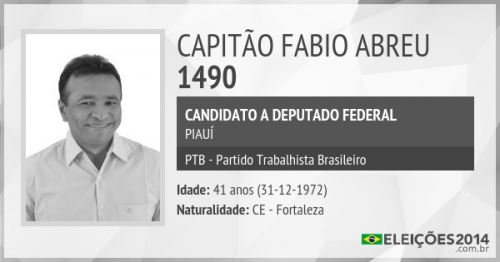 CAPITÃO FABIO ABREU
1490
CANDIDATO A DEPUTADO FEDERAL
PIAUÍ
PTB - Partido Trabalhista Brasileiro
Idade: 41 anos (31-12-1972)
Naturalidade: CE - Fortaleza
ELEIÇÕES2014
.com.br